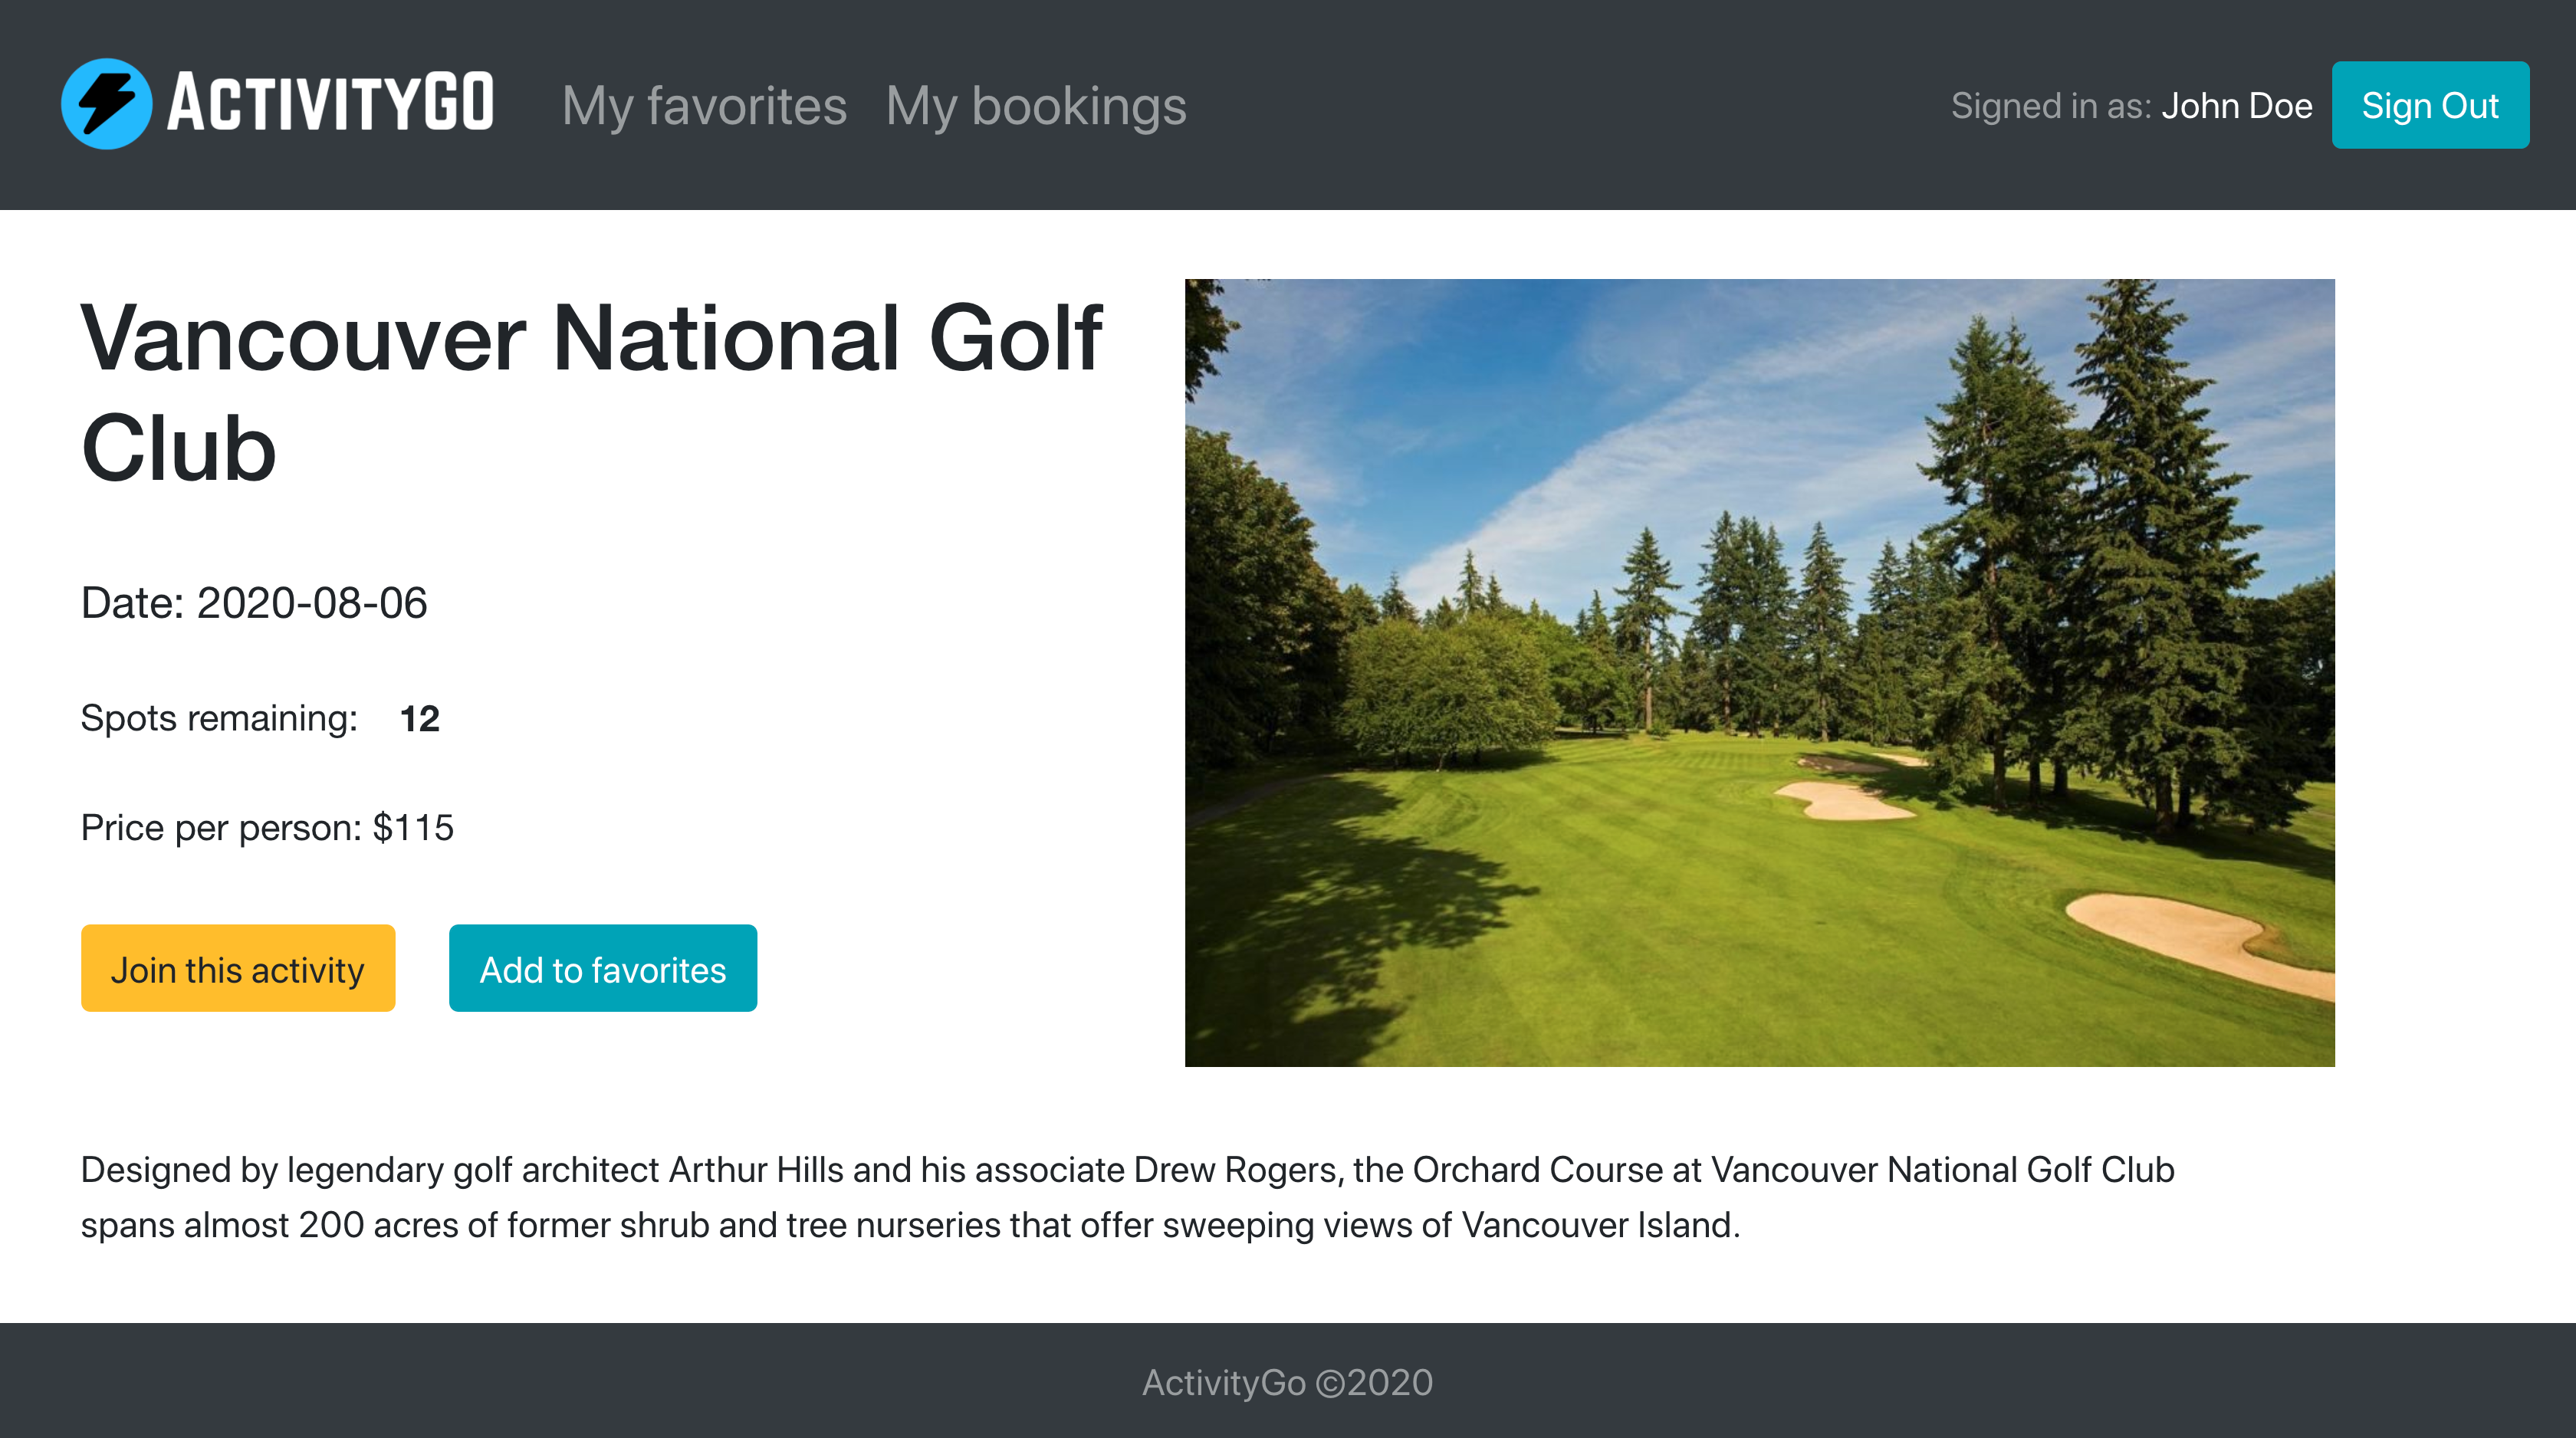 ACTIVITYGO My favorites My bookings Signed in as: John Doe Sign Out
Vancouver National Golf
Club
Date: 2020-08-06
Spots remaining: 12
Price per person: $115
Join this activity Add to favorites
Designed by legendary golf architect Arthur Hills and his associate Drew Rogers, the Orchard Course at Vancouver National Golf Club
spans almost 200 acres of former shrub and tree nurseries that offer sweeping views of Vancouver Island.
ActivityGo ©2020